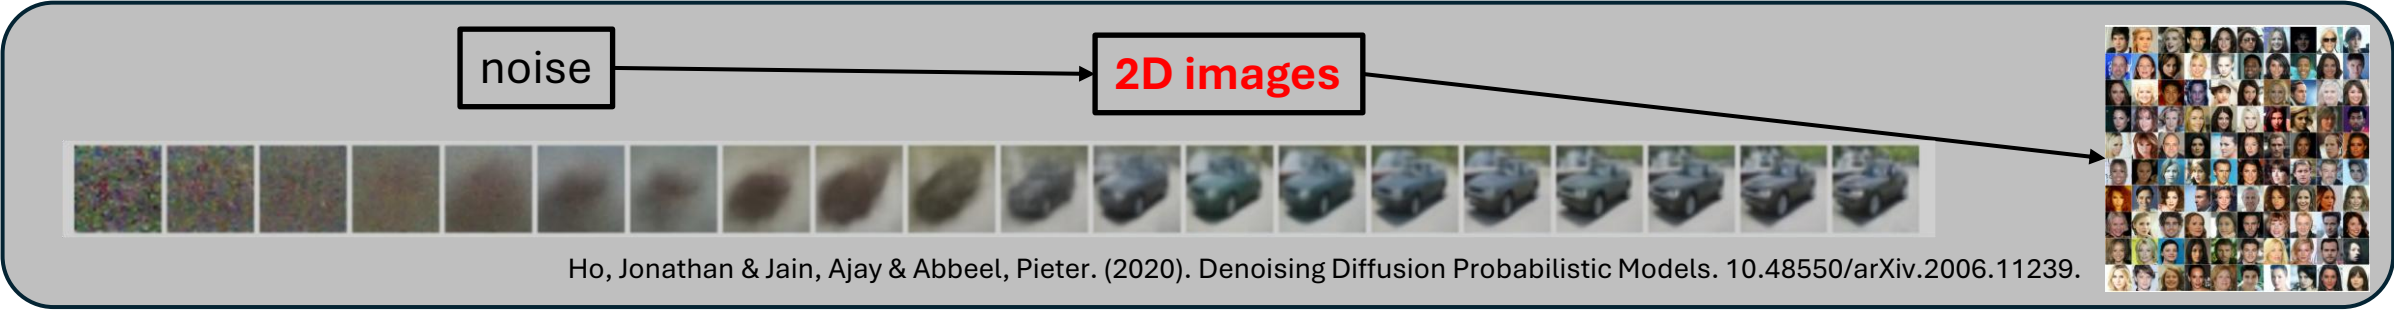 noise
2D images
Ho, Jonathan & Jain, Ajay & Abbeel, Pieter. (2020). Denoising Diffusion Probabilistic Models. 10.48550/arXiv.2006.11239.